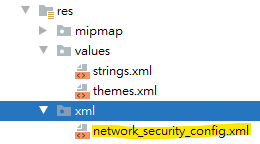 res
mipmap
values
strings.xml
themes.xml
xml
network_security_config.xml